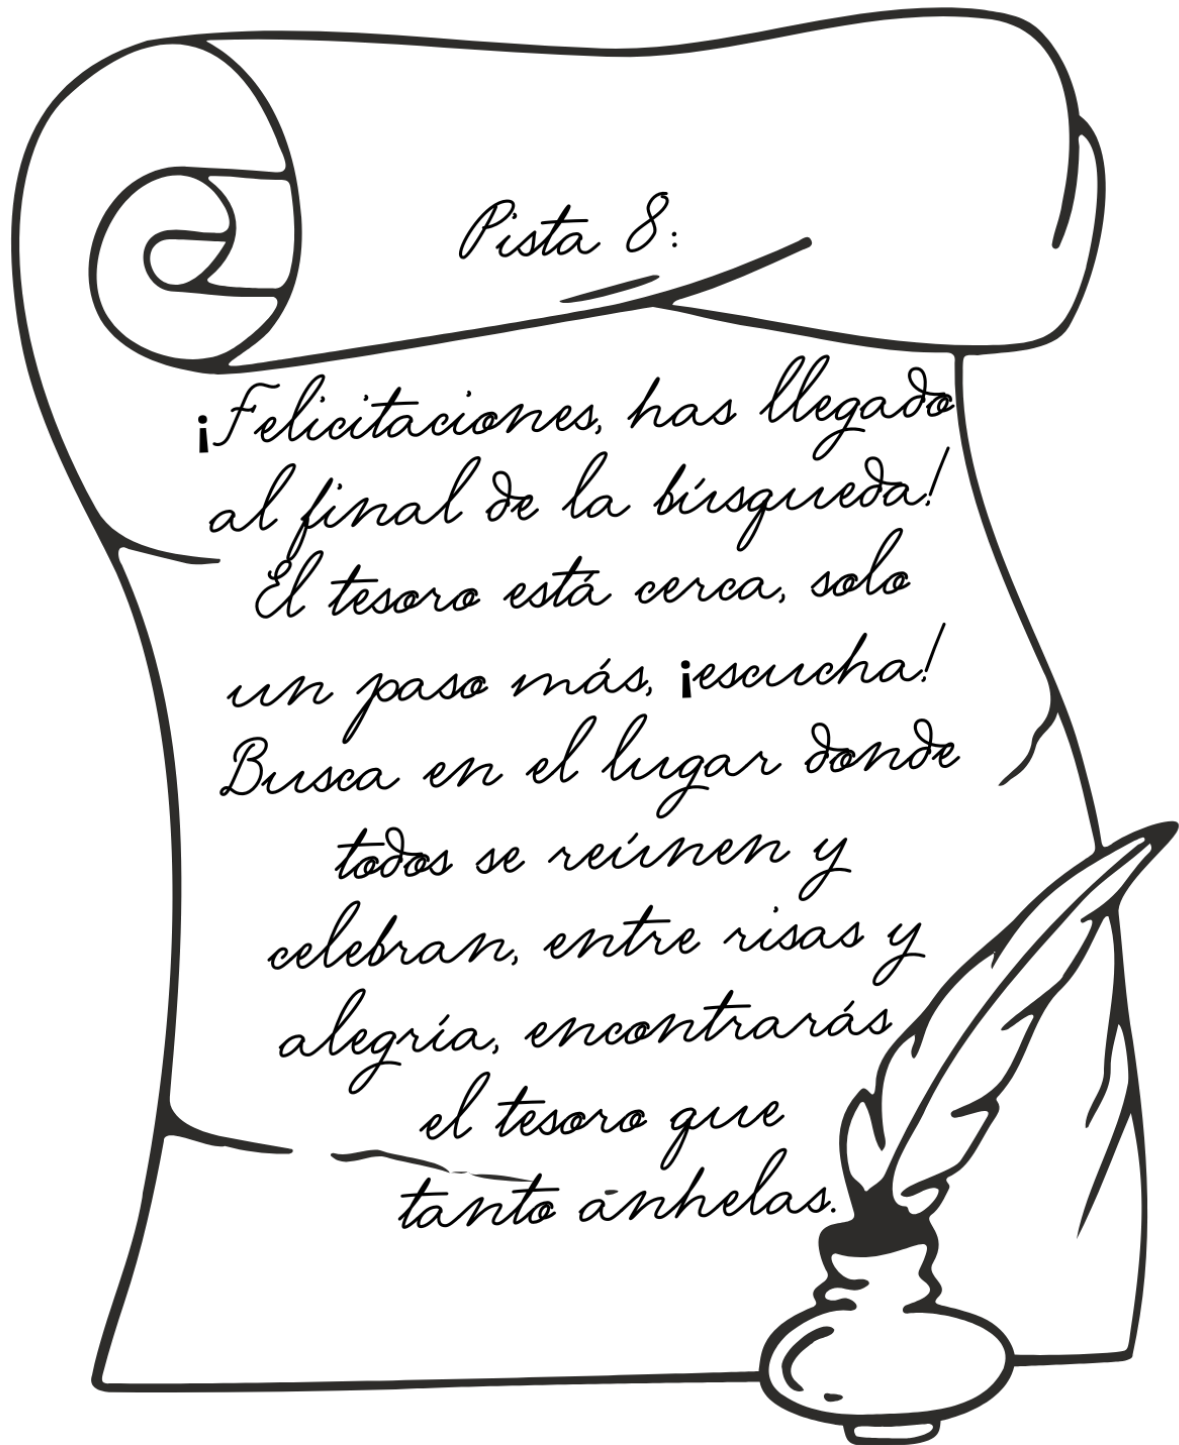 Pista 8:
¡Felicitaciones, has llegado
al final de la búsqueda!
El tesoro está cerca, solo
un paso más, ¡escucha!
Busca en el lugar donde
todos se reúnen y
celebran, entre risas y
alegría, encontrarás
el tesoro que
tanto anhelas.